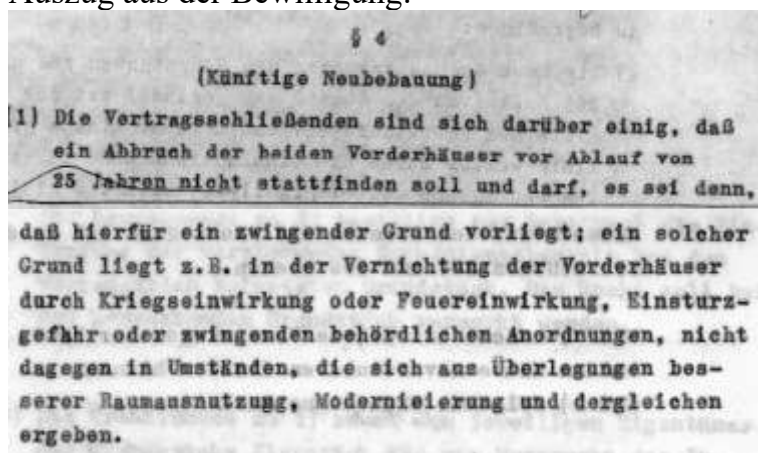 Auszug aus der Bewilligung:
§ 4
(Künftige Neubebauung)
(1) Die Vertragsschließenden sind sich darüber einig, daß
ein Abbruch der beiden Vorderhäuser vor Ablauf von
25 Jahren nicht stattfinden soll und darf, es sei denn,
daß hierfür ein zwingender Grund vorliegt; ein solcher
Grund liegt z.B. in der Vernichtung der Vorderhäuser
durch Kriegseinwirkung oder Feuereinwirkung, Einsturz-
gefahr oder zwingenden behördlichen Anordnungen, nicht
dagegen in Umständen, die sich aus Überlegungen bes-
serer Raumausnutzung, Modernisierung und dergleichen
ergeben.